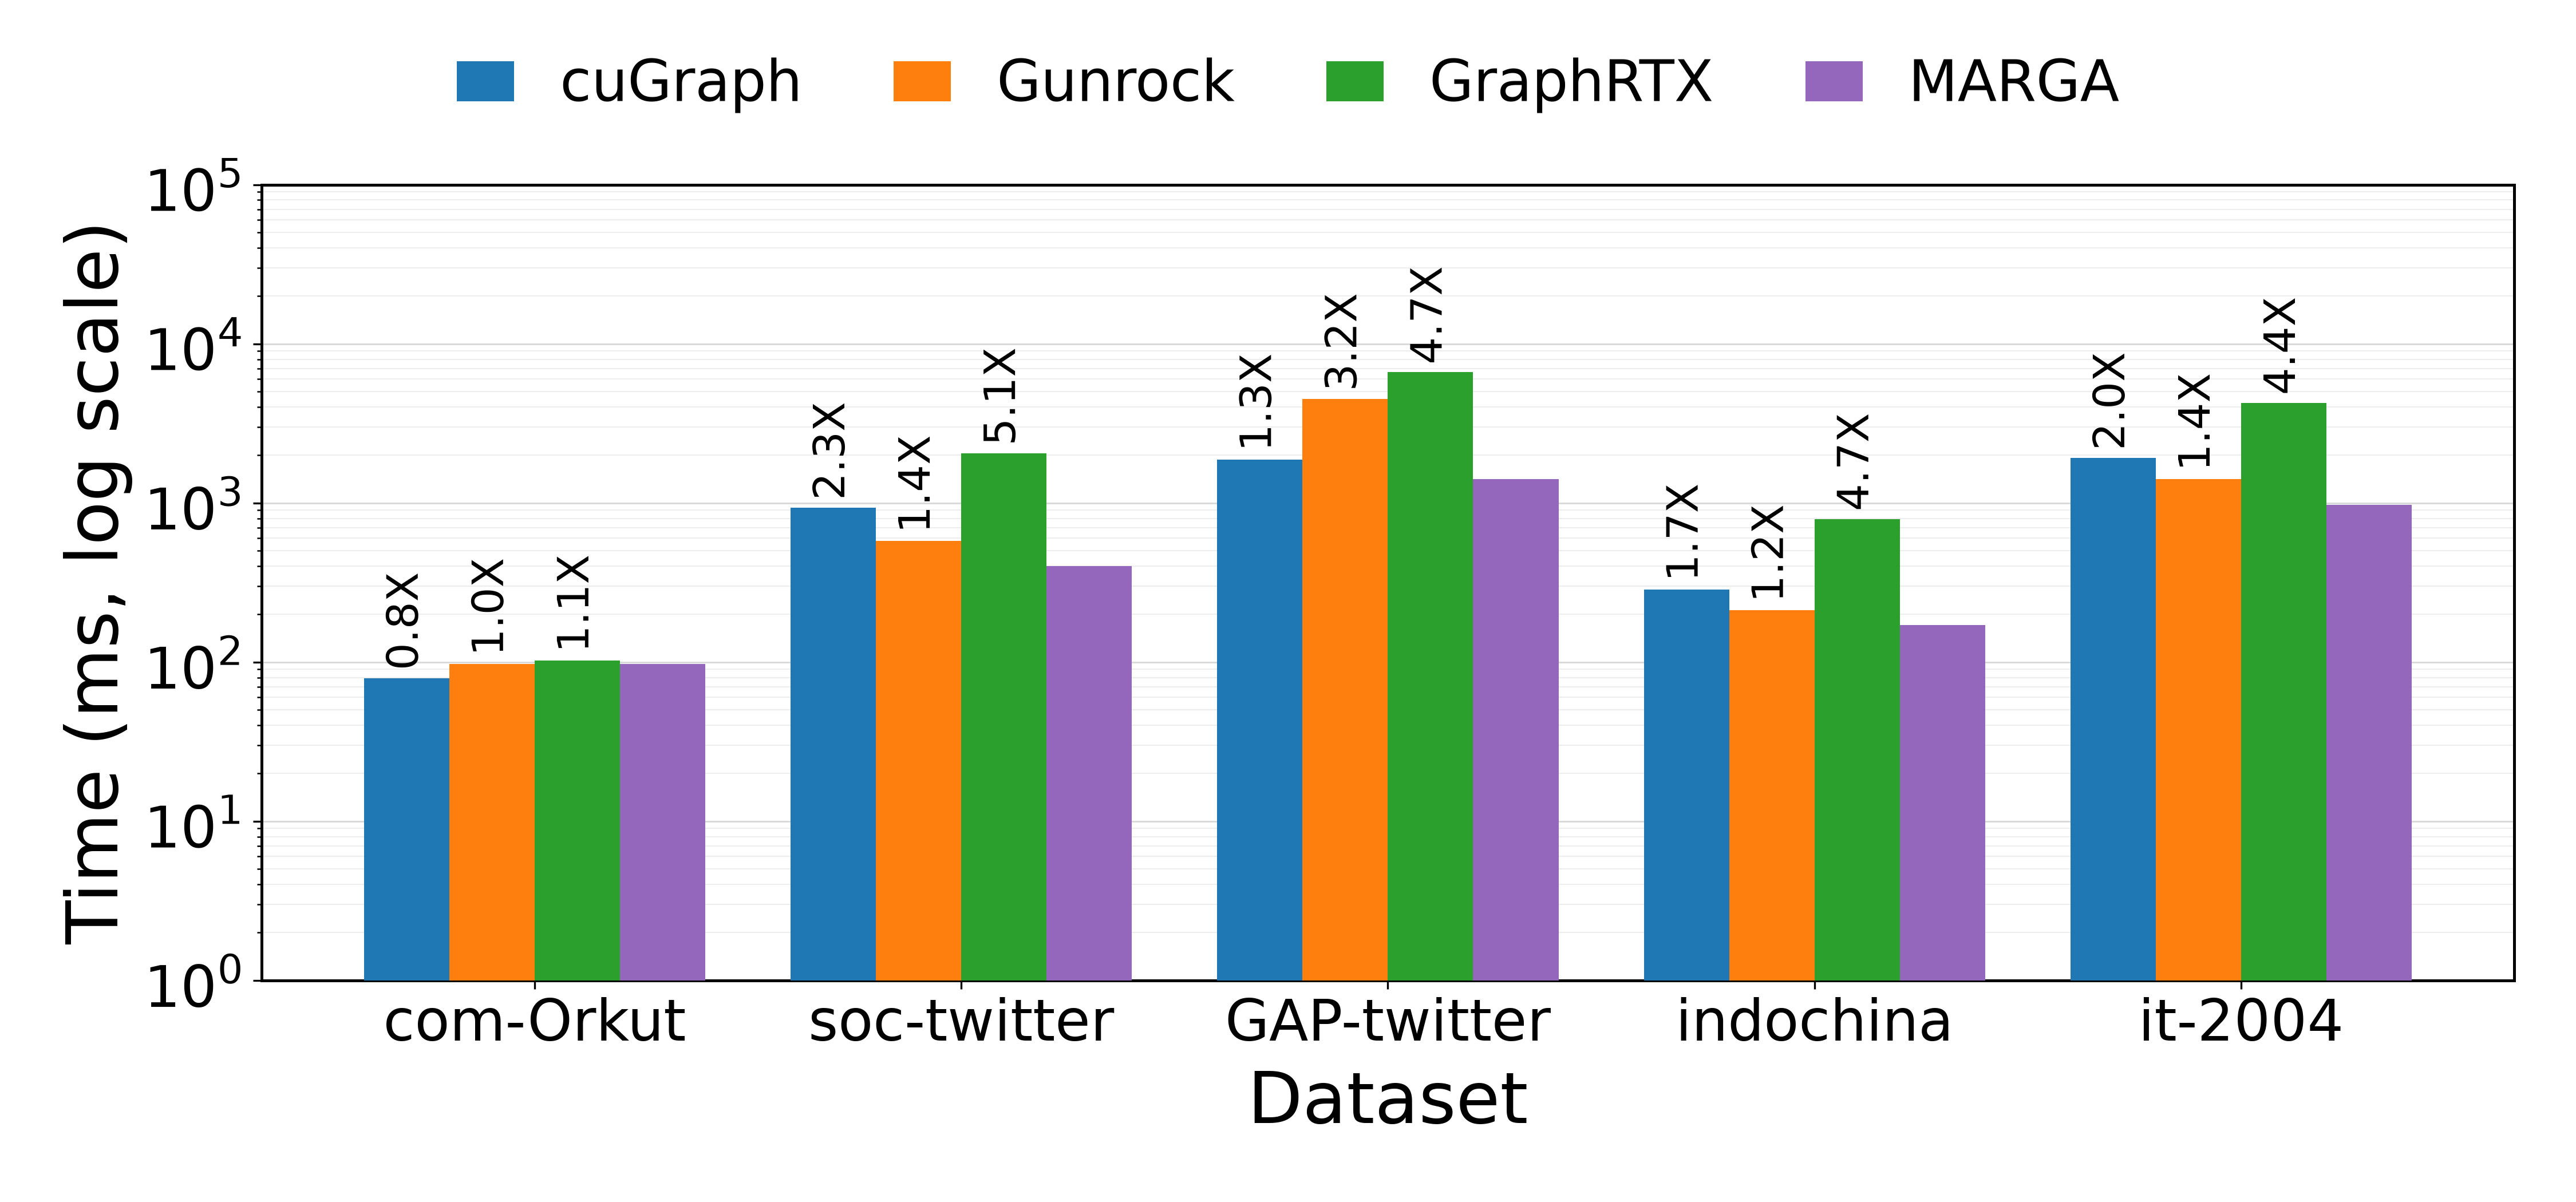 cuGraph Gunrock GraphRTX MARGA
Time (ms, log scale)
10^5
10^4
10^3
10^2
10^1
10^0
0.8X 1.0X 1.1X
2.3X 1.4X 5.1X
1.3X 3.2X 4.7X
1.7X 1.2X 4.7X
2.0X 1.4X 4.4X
com-Orkut soc-twitter GAP-twitter indochina it-2004
Dataset